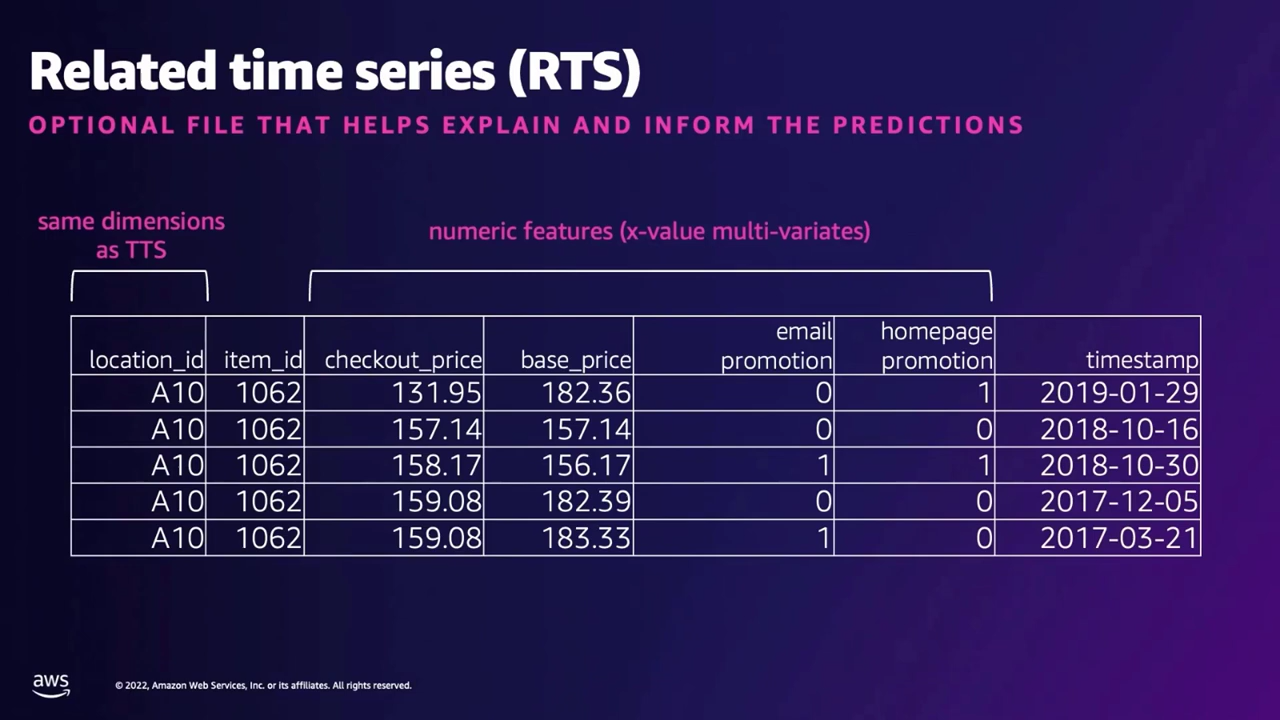 Related time series (RTS)
OPTIONAL FILE THAT HELPS EXPLAIN AND INFORM THE PREDICTIONS
same dimensions
as TTS
numeric features (x-value multi-variates)
location_id item_id checkout_price base_price email promotion homepage promotion timestamp
A10 1062 131.95 182.36 0 1 2019-01-29
A10 1062 157.14 157.14 0 0 2018-10-16
A10 1062 158.17 156.17 1 1 2018-10-30
A10 1062 159.08 182.39 0 0 2017-12-05
A10 1062 159.08 183.33 1 0 2017-03-21
aws
© 2022, Amazon Web Services, Inc. or its affiliates. All rights reserved.